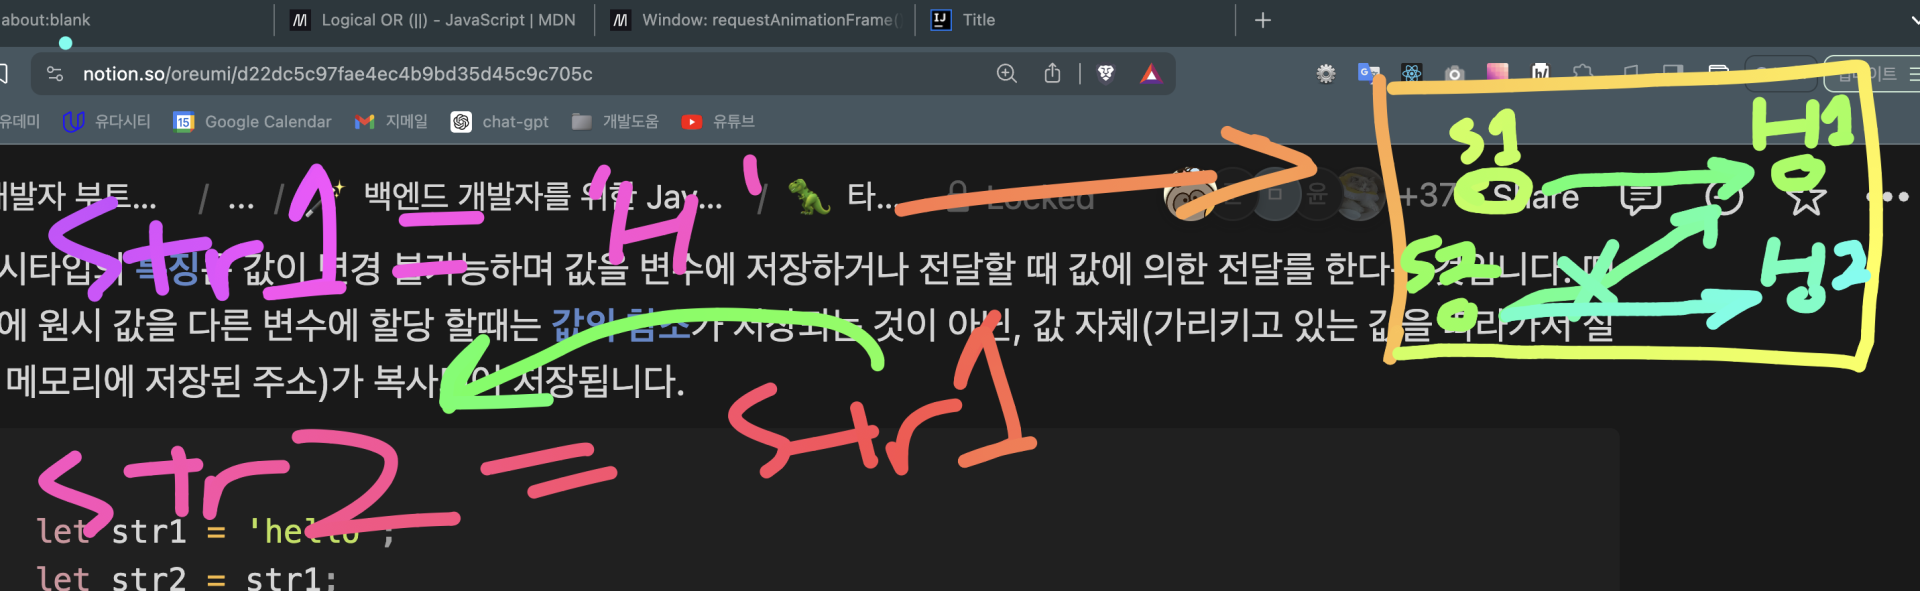 about:blank
Logical OR (||) - JavaScript | MDN
Window: requestAnimationFrame()
Title
notion.so/oreumi/d22dc5c97fae4ec4b9bd35d45c9c705c
유데미
유다시티
15
Google Calendar
지메일
chat-gpt
개발도움
유튜브
S1
H1
개발자 부트... / ... / 백엔드 개발자를 위한 Jav... / 타... Locked
윤
+37
Share
str1 = 'H'
시타입의 특징은 값이 변경 불가능하며 값을 변수에 저장하거나 전달할 때 값에 의한 전달를 한다는 것입니다.
S2
H2
에 원시 값을 다른 변수에 할당 할때는 값의 참조가 저장되는 것이 아닌, 값 자체(가리키고 있는 값을 따라가서 실
메모리에 저장된 주소)가 복사되어 저장됩니다.
str2 = str1
let str1 = 'hello';
let str2 = str1;